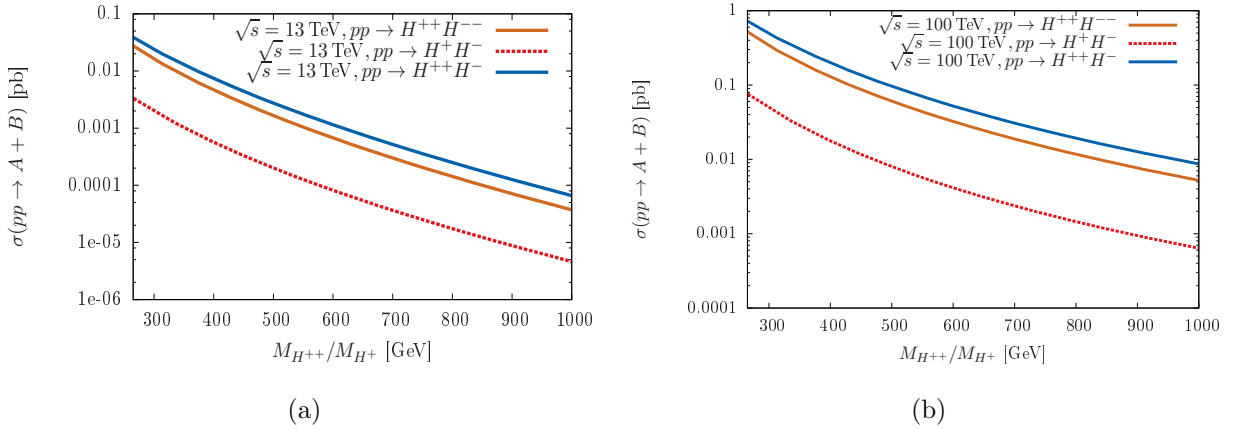 σ(pp → A + B) [pb]
0.1
0.01
0.001
0.0001
1e-05
1e-06
√s = 13 TeV, pp → H⁺⁺H⁻⁻
√s = 13 TeV, pp → H⁺H⁻
√s = 13 TeV, pp → H⁺⁺H⁻
300 400 500 600 700 800 900 1000
M_{H⁺⁺}/M_{H⁺} [GeV]
(a)
σ(pp → A + B) [pb]
1
0.1
0.01
0.001
0.0001
√s = 100 TeV, pp → H⁺⁺H⁻⁻
√s = 100 TeV, pp → H⁺H⁻
√s = 100 TeV, pp → H⁺⁺H⁻
300 400 500 600 700 800 900 1000
M_{H⁺⁺}/M_{H⁺} [GeV]
(b)